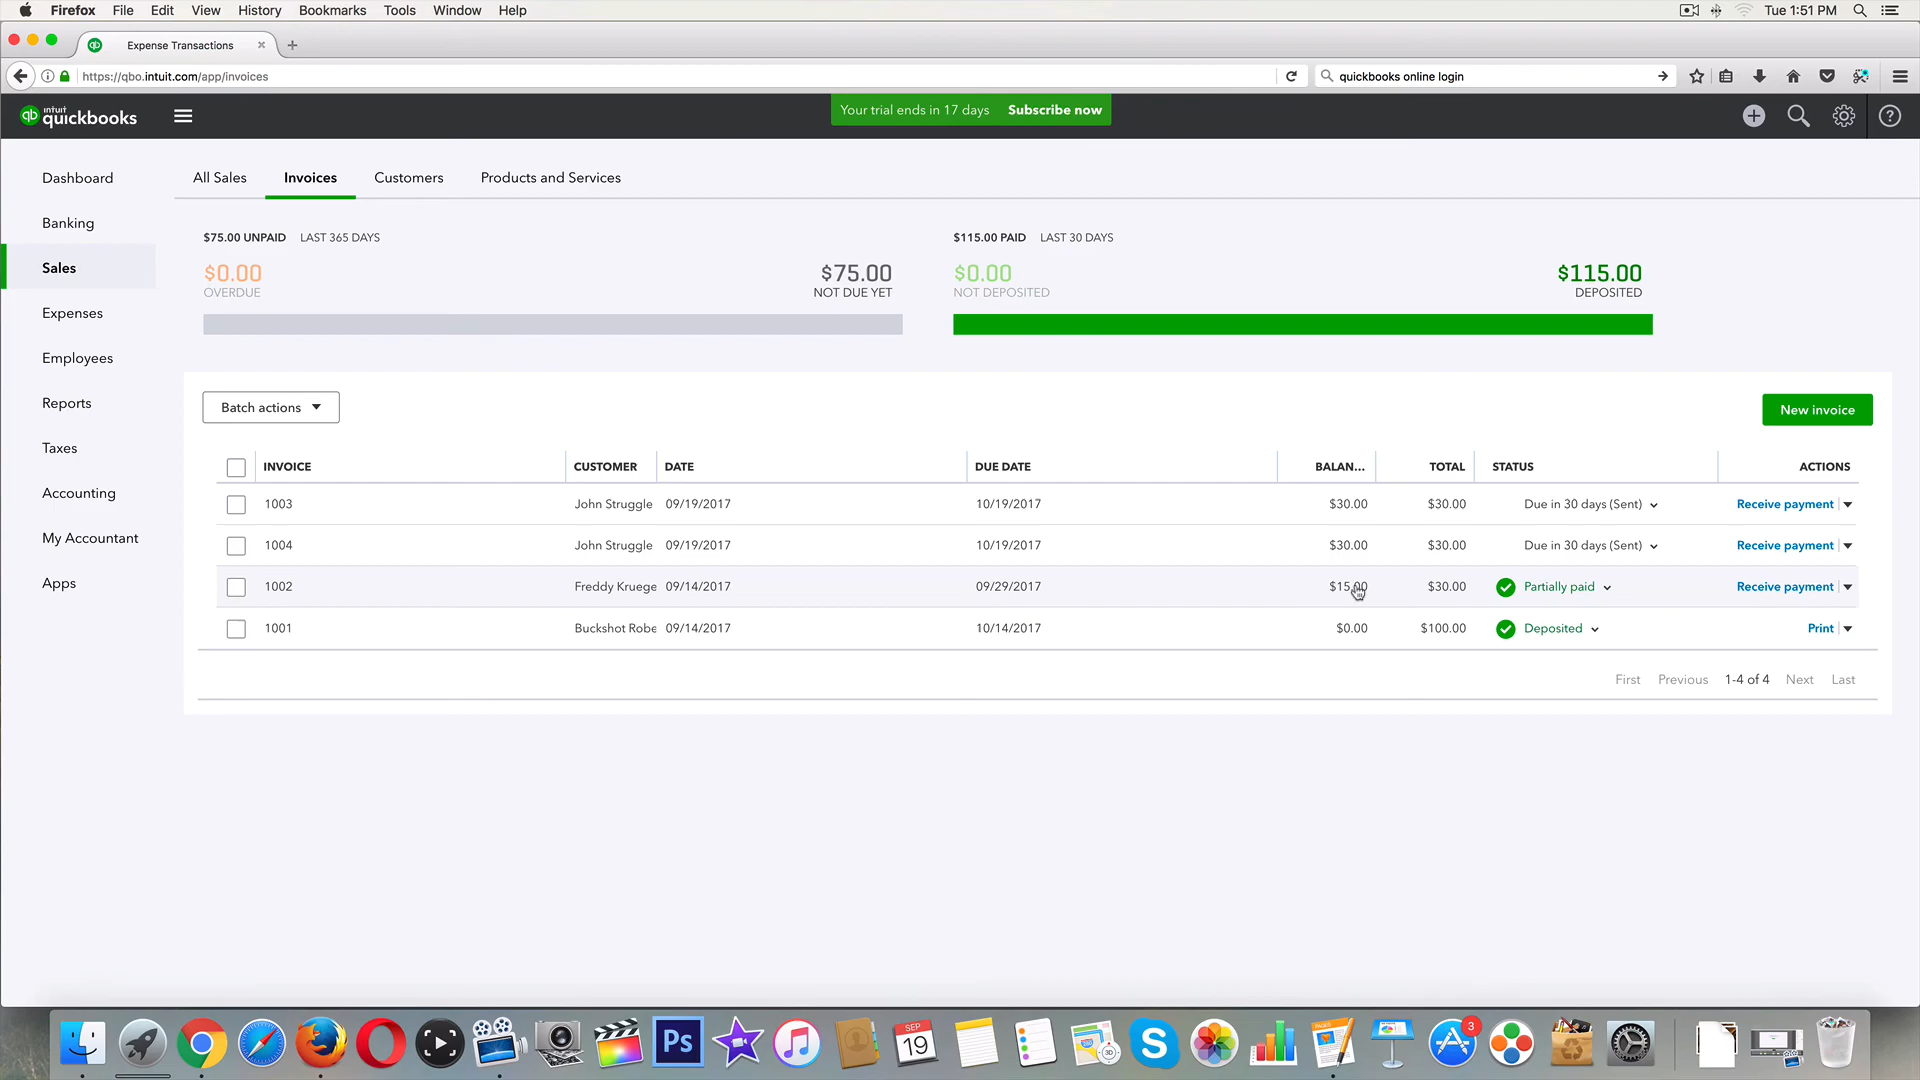 Firefox File Edit View History Bookmarks Tools Window Help Tue 1:51 PM
Expense Transactions
https://qbo.intuit.com/app/invoices quickbooks online login
qb intuit quickbooks Your trial ends in 17 days Subscribe now
Dashboard All Sales Invoices Customers Products and Services
Banking
Sales
Expenses
Employees
Reports
Taxes
Accounting
My Accountant
Apps
$75.00 UNPAID LAST 365 DAYS $115.00 PAID LAST 30 DAYS
$0.00 $75.00 $0.00 $115.00
OVERDUE NOT DUE YET NOT DEPOSITED DEPOSITED
Batch actions New invoice
INVOICE CUSTOMER DATE DUE DATE BALAN... TOTAL STATUS ACTIONS
1003 John Struggle 09/19/2017 10/19/2017 $30.00 $30.00 Due in 30 days (Sent) Receive payment
1004 John Struggle 09/19/2017 10/19/2017 $30.00 $30.00 Due in 30 days (Sent) Receive payment
1002 Freddy Kruege 09/14/2017 09/29/2017 $15.00 $30.00 Partially paid Receive payment
1001 Buckshot Robe 09/14/2017 10/14/2017 $0.00 $100.00 Deposited Print
First Previous 1-4 of 4 Next Last
Ps SEP 19 3D S PAGES 3